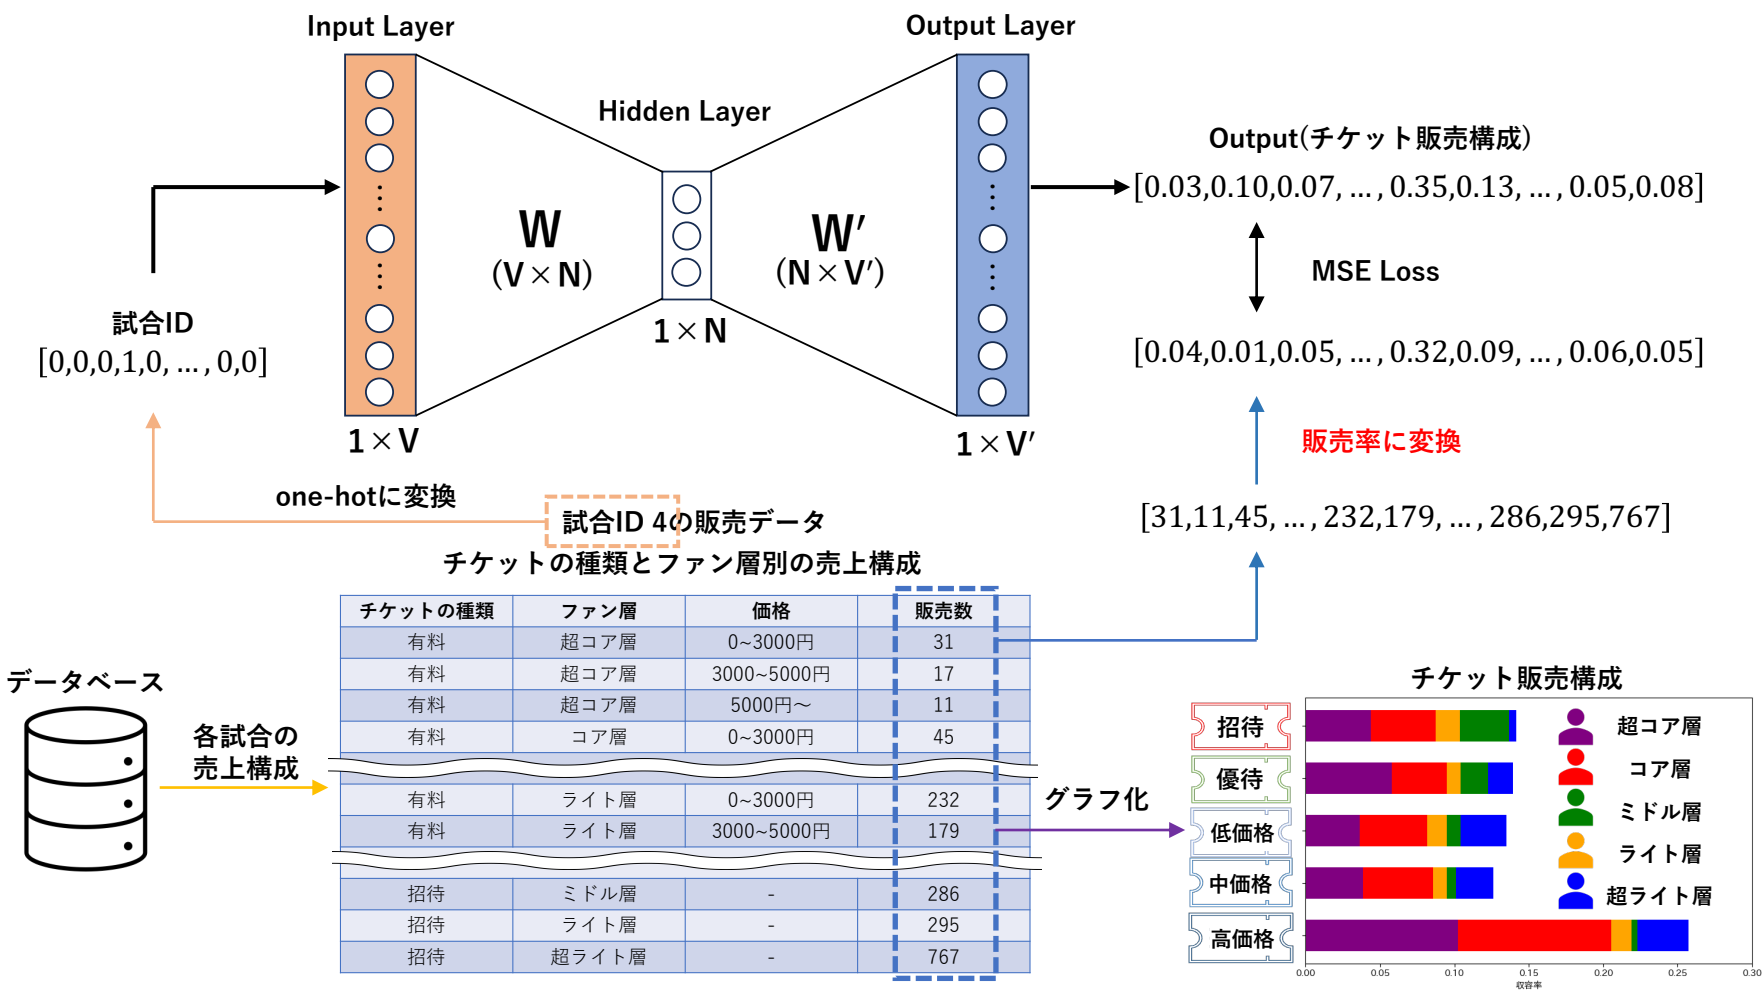 Input Layer
Output Layer
Hidden Layer
W
(V×N)
W′
(N×V′)
1×N
1×V
1×V′
試合ID
[0,0,0,1,0, … , 0,0]
Output(チケット販売構成)
[0.03,0.10,0.07, … , 0.35,0.13, … , 0.05,0.08]
MSE Loss
[0.04,0.01,0.05, … , 0.32,0.09, … , 0.06,0.05]
販売率に変換
[31,11,45, … , 232,179, … , 286,295,767]
one-hotに変換
試合ID 4の販売データ
チケットの種類とファン層別の売上構成
チケットの種類 ファン層 価格 販売数
有料 超コア層 0~3000円 31
有料 超コア層 3000~5000円 17
有料 超コア層 5000円～ 11
有料 コア層 0~3000円 45
有料 ライト層 0~3000円 232
有料 ライト層 3000~5000円 179
招待 ミドル層 - 286
招待 ライト層 - 295
招待 超ライト層 - 767
データベース
各試合の
売上構成
グラフ化
チケット販売構成
招待
優待
低価格
中価格
高価格
超コア層
コア層
ミドル層
ライト層
超ライト層
0.00 0.05 0.10 0.15 0.20 0.25 0.30
収容率